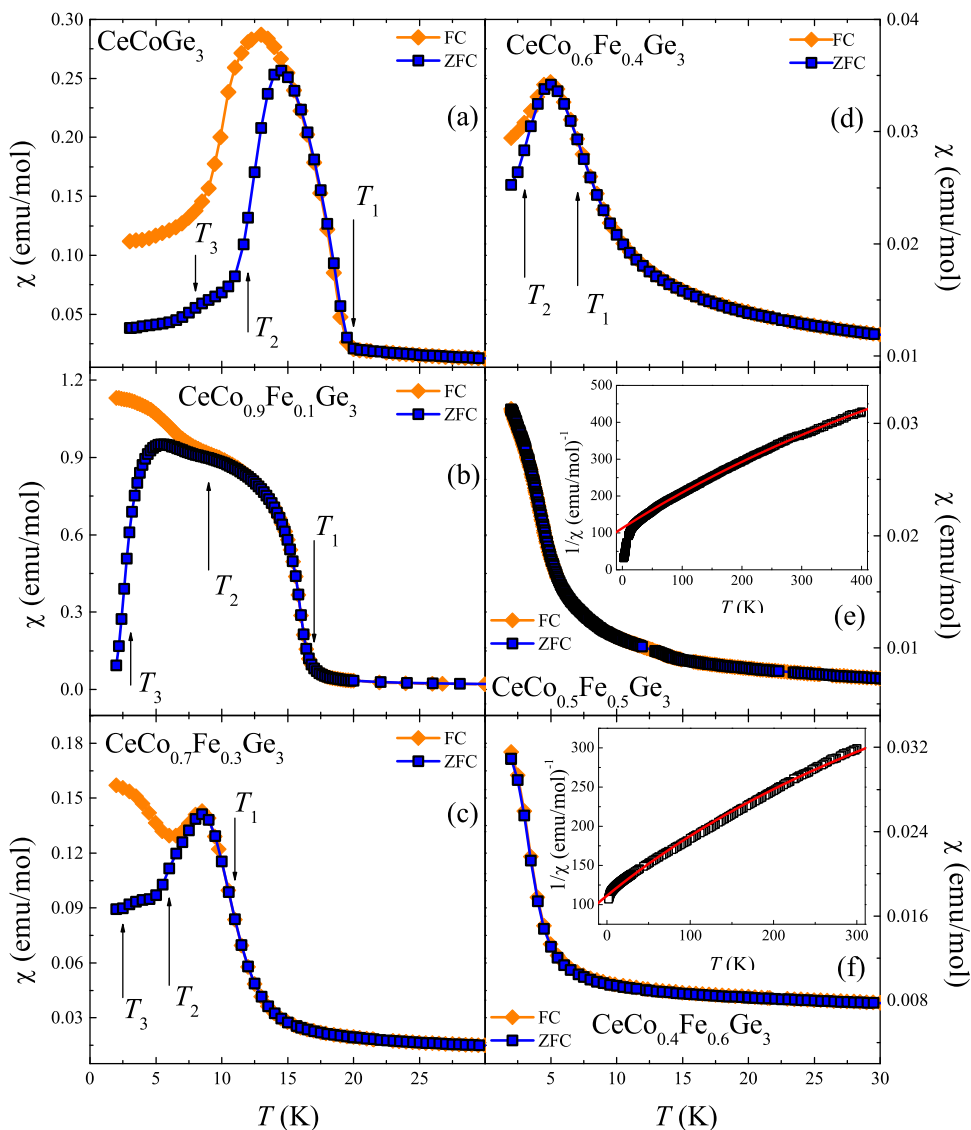 CeCoGe3
FC
ZFC
(a)
T1
T3
T2
χ (emu/mol)
0.30
0.25
0.20
0.15
0.10
0.05
CeCo0.6Fe0.4Ge3
FC
ZFC
(d)
T2
T1
χ (emu/mol)
0.04
0.03
0.02
0.01
CeCo0.9Fe0.1Ge3
FC
ZFC
(b)
T1
T2
T3
χ (emu/mol)
1.2
0.9
0.6
0.3
0.0
500
400
300
200
100
0
1/χ (emu/mol)-1
0 100 200 300 400
T (K)
(e)
FC
ZFC
CeCo0.5Fe0.5Ge3
χ (emu/mol)
0.03
0.02
0.01
CeCo0.7Fe0.3Ge3
FC
ZFC
(c)
T1
T2
T3
χ (emu/mol)
0.18
0.15
0.12
0.09
0.06
0.03
0 5 10 15 20 25
T (K)
300
250
200
150
125
100
1/χ (emu/mol)-1
0 100 200 300
T (K)
(f)
FC
ZFC
CeCo0.4Fe0.6Ge3
χ (emu/mol)
0.032
0.024
0.016
0.008
0 5 10 15 20 25 30
T (K)